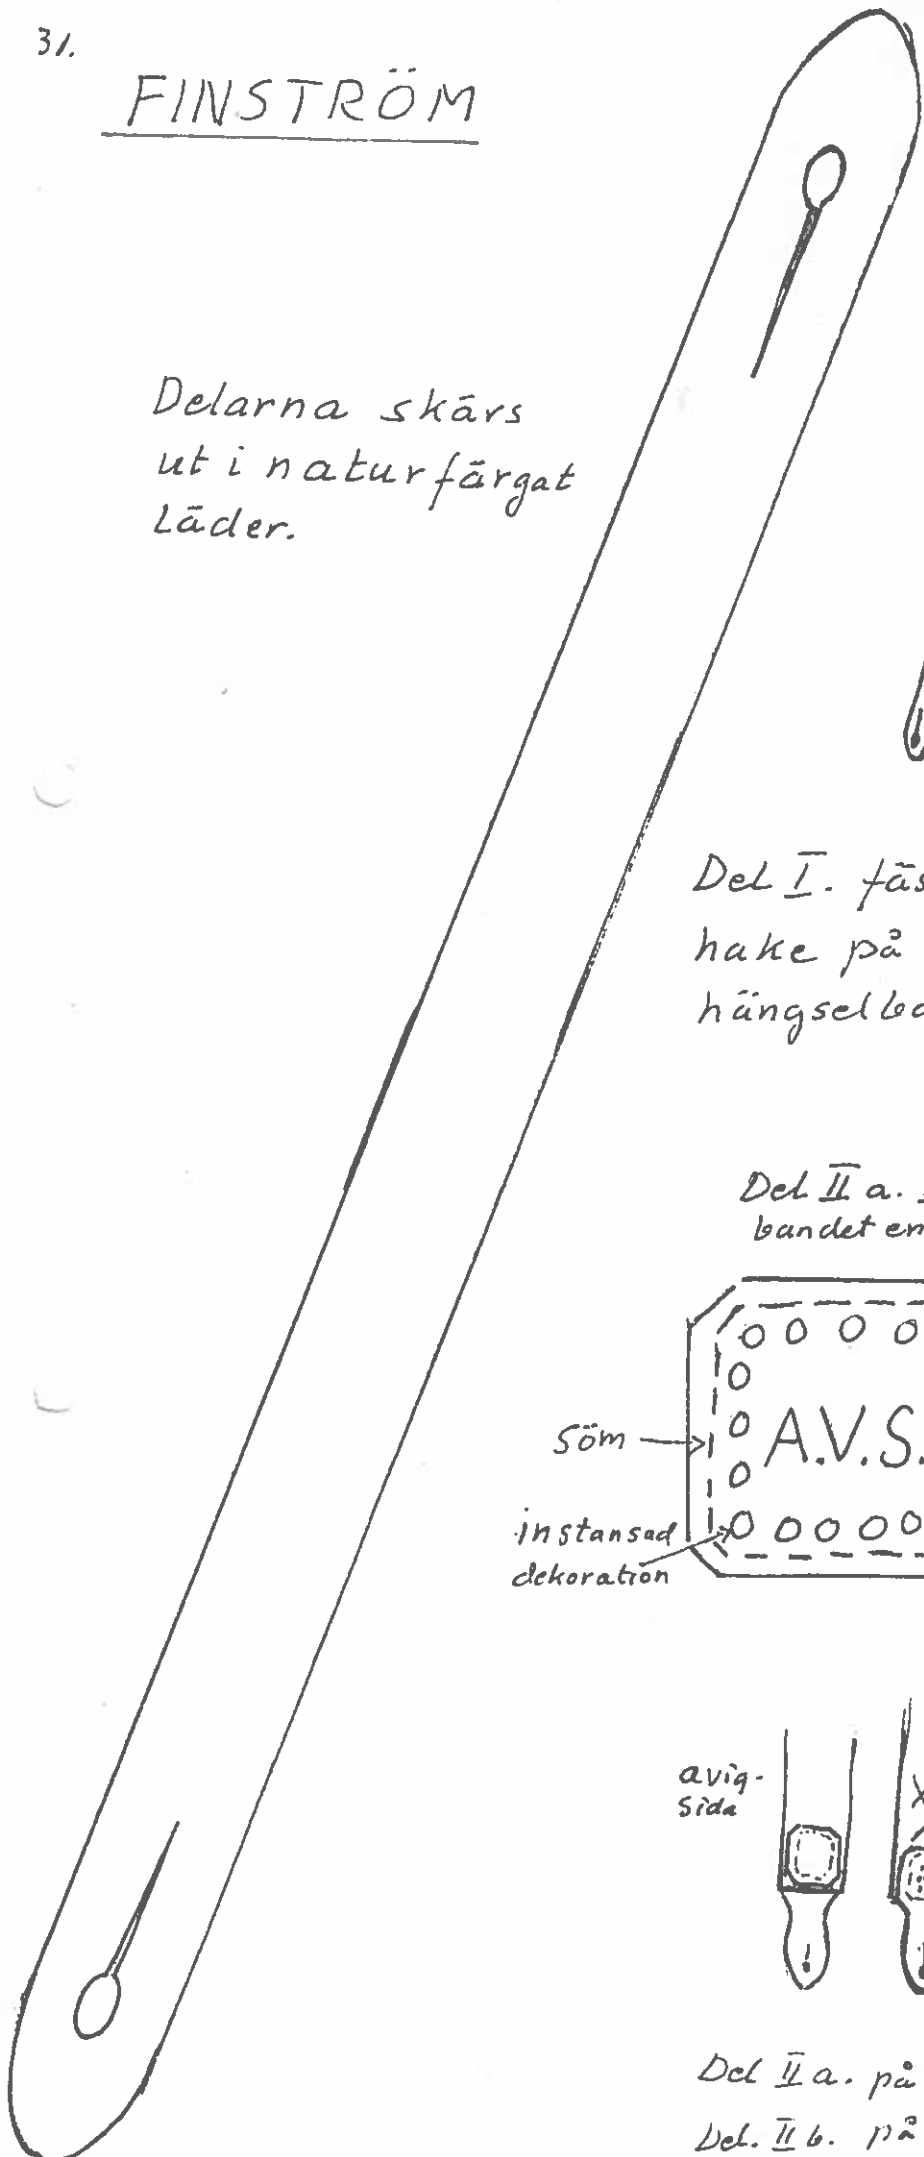 31.
FINSTRÖM
Delarna skärs
ut i naturfärgat
läder.
Del I. fäs
hake på
hängselba
Del II a.
bandet en
A.V.S.
söm
instansad
dekoration
avig-
sida
Del II a. på
Del. II b. på